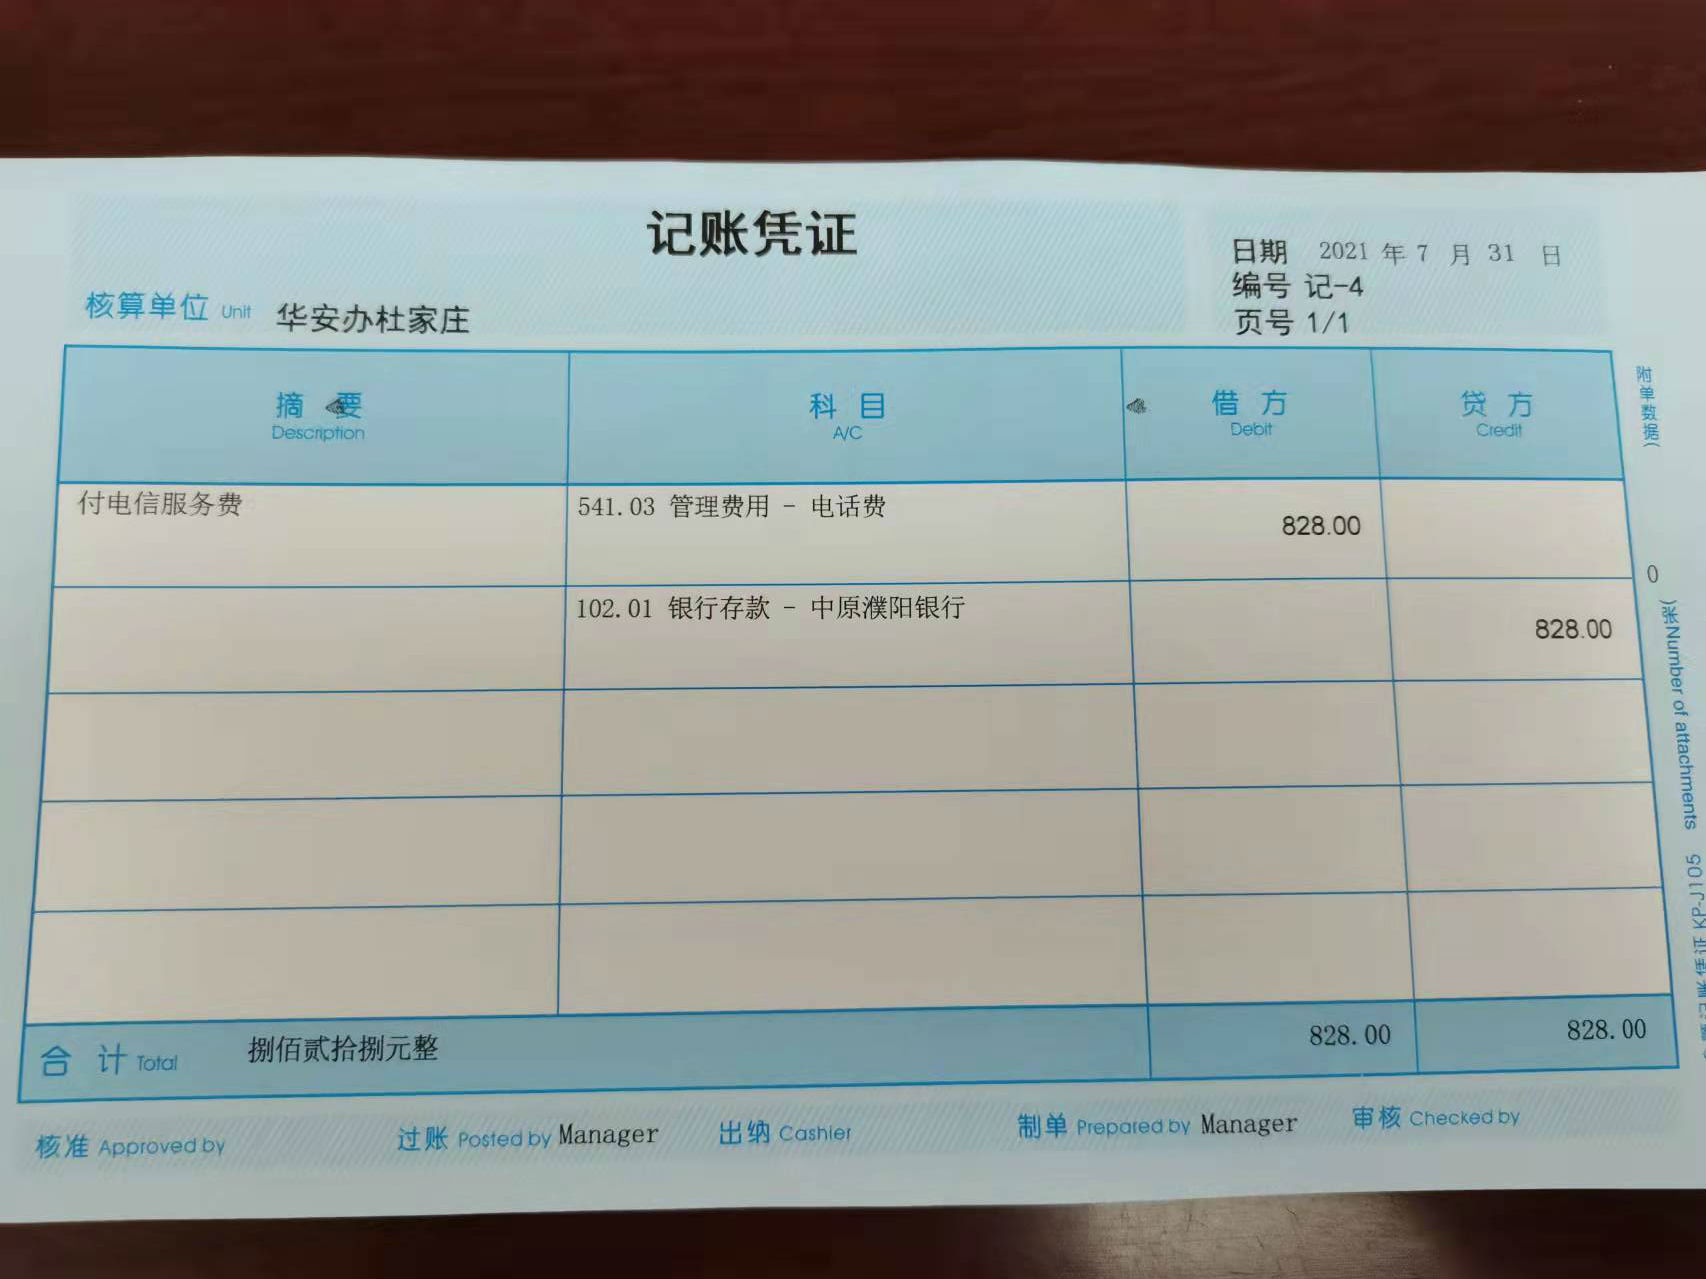 记账凭证
日期 2021 年 7 月 31 日
编号 记-4
页号 1/1
核算单位 Unit 华安办杜家庄
摘要 科目 借方 贷方
Description A/C Debit Credit
付电信服务费 541.03 管理费用 - 电话费 828.00
102.01 银行存款 - 中原濮阳银行 828.00
合计 Total 捌佰贰拾捌元整 828.00 828.00
核准 Approved by 过账 Posted by Manager 出纳 Cashier 制单 Prepared by Manager 审核 Checked by
附单数据( 0 )张 Number of attachments
记账凭证 KP-J105